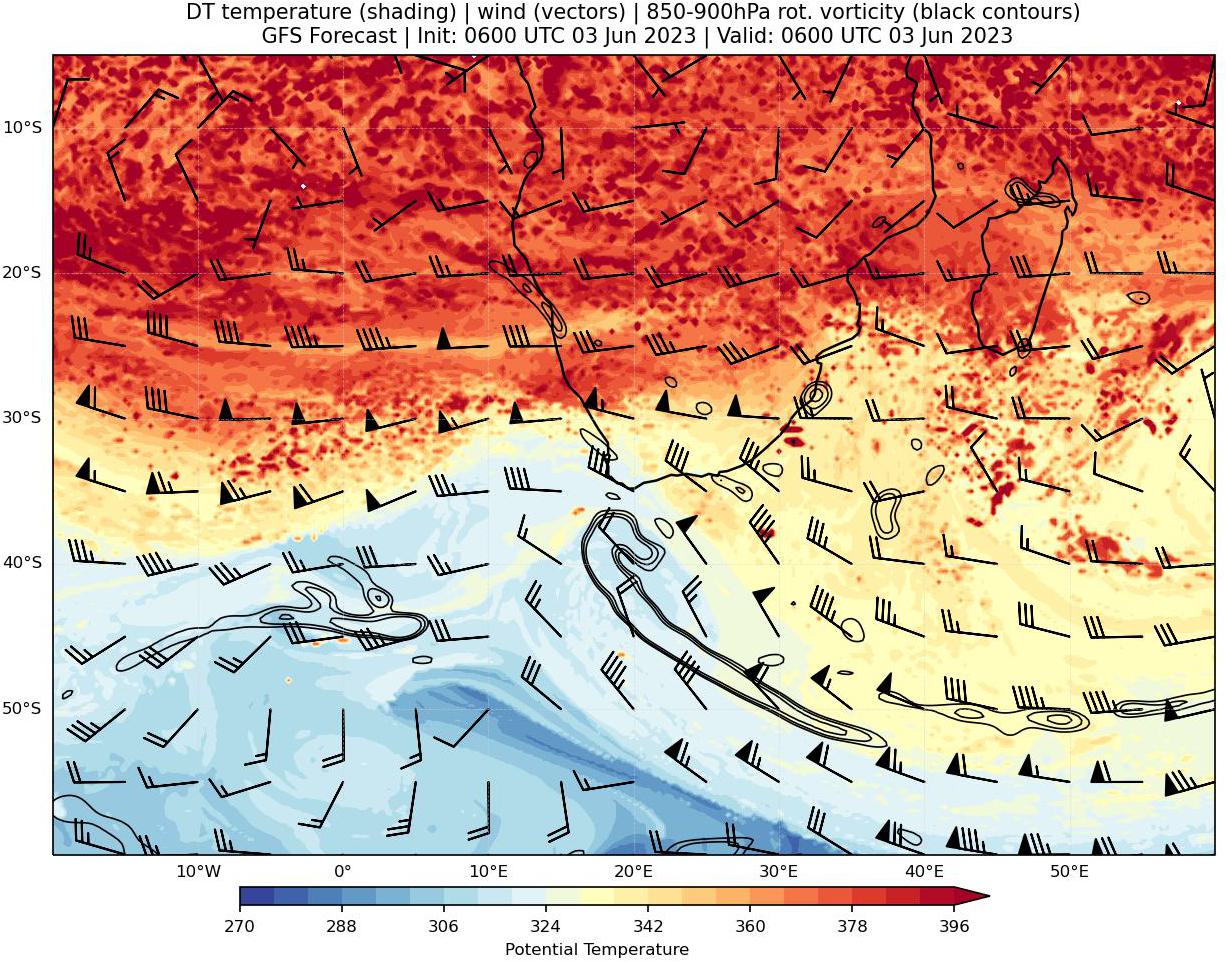 DT temperature (shading) | wind (vectors) | 850-900hPa rot. vorticity (black contours)
GFS Forecast | Init: 0600 UTC 03 Jun 2023 | Valid: 0600 UTC 03 Jun 2023
10°S
20°S
30°S
40°S
50°S
10°W 0° 10°E 20°E 30°E 40°E 50°E
270 288 306 324 342 360 378 396
Potential Temperature